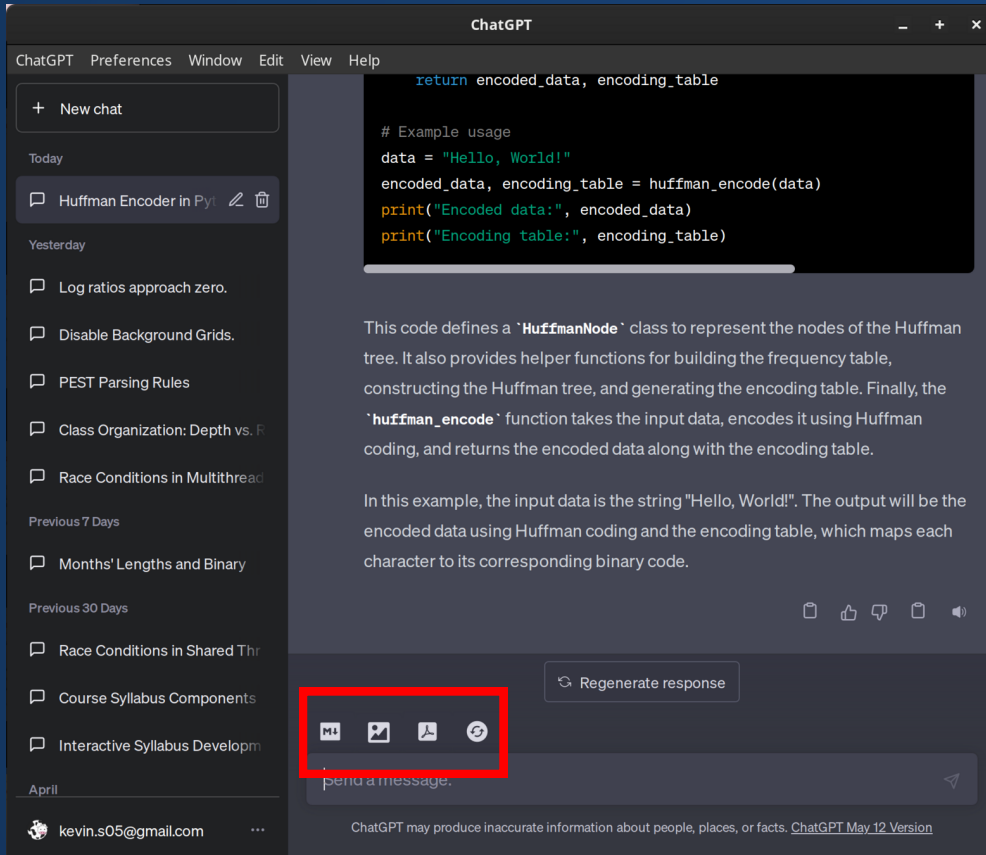 ChatGPT
ChatGPT Preferences Window Edit View Help
+ New chat
Today
Huffman Encoder in Pyt
Yesterday
Log ratios approach zero.
Disable Background Grids.
PEST Parsing Rules
Class Organization: Depth vs. R
Race Conditions in Multithread
Previous 7 Days
Months' Lengths and Binary
Previous 30 Days
Race Conditions in Shared Thr
Course Syllabus Components
Interactive Syllabus Developm
April
kevin.s05@gmail.com
return encoded_data, encoding_table
# Example usage
data = "Hello, World!"
encoded_data, encoding_table = huffman_encode(data)
print("Encoded data:", encoded_data)
print("Encoding table:", encoding_table)
This code defines a `HuffmanNode` class to represent the nodes of the Huffman
tree. It also provides helper functions for building the frequency table,
constructing the Huffman tree, and generating the encoding table. Finally, the
`huffman_encode` function takes the input data, encodes it using Huffman
coding, and returns the encoded data along with the encoding table.
In this example, the input data is the string "Hello, World!". The output will be the
encoded data using Huffman coding and the encoding table, which maps each
character to its corresponding binary code.
Regenerate response
M↓
Send a message.
ChatGPT may produce inaccurate information about people, places, or facts. ChatGPT May 12 Version